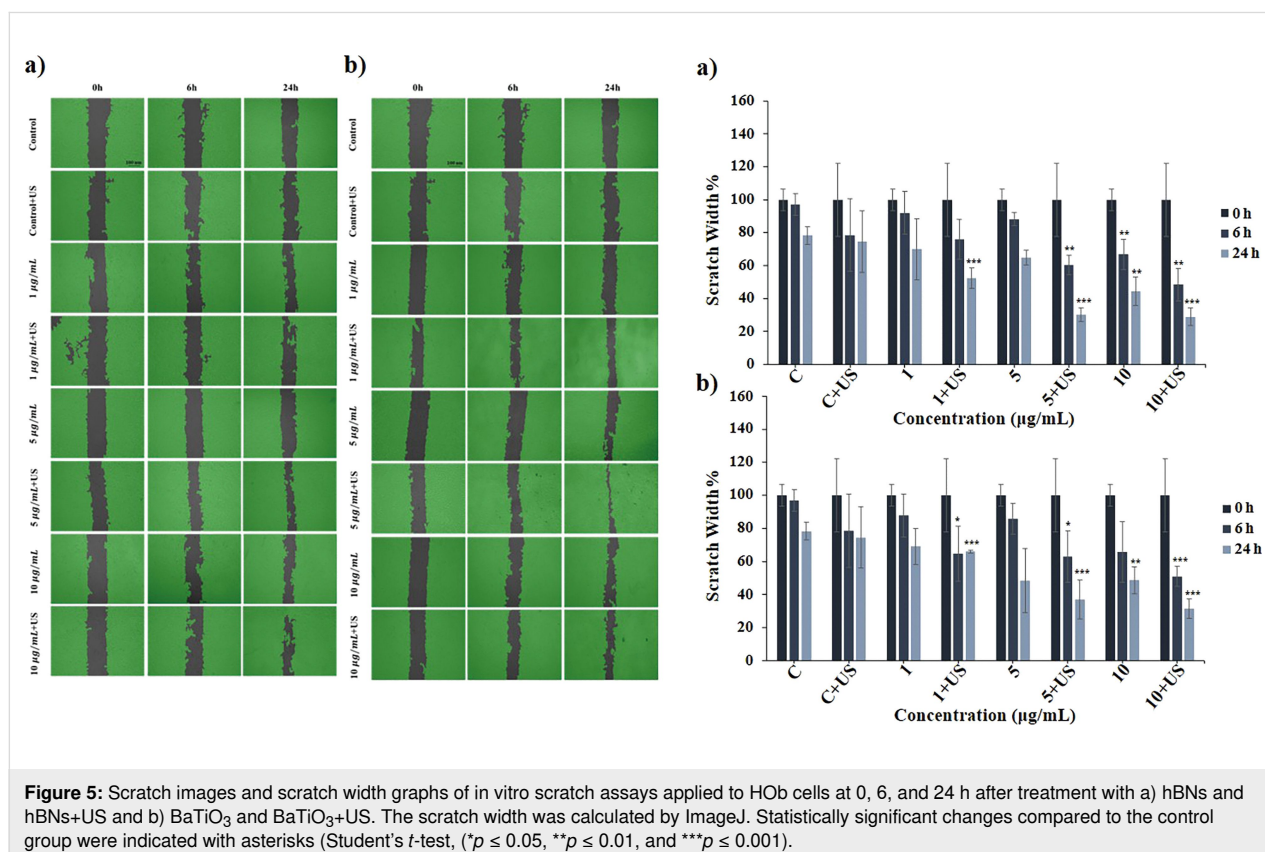 a)
0h
6h
24h
Control
Control+US
1 µg/mL
1 µg/mL+US
5 µg/mL
5 µg/mL+US
10 µg/mL
10 µg/mL+US
b)
0h
6h
24h
Control
Control+US
1 µg/mL
1 µg/mL+US
5 µg/mL
5 µg/mL+US
10 µg/mL
10 µg/mL+US
a)
Scratch Width %
160
140
120
100
80
60
40
20
0
***
**
***
**
**
**
***
0 h
6 h
24 h
C
C+US
1
1+US
5
5+US
10
10+US
Concentration (µg/mL)
b)
Scratch Width %
160
140
120
100
80
60
40
20
0
*
***
*
***
**
***
***
0 h
6 h
24 h
C
C+US
1
1+US
5
5+US
10
10+US
Concentration (µg/mL)
Figure 5: Scratch images and scratch width graphs of in vitro scratch assays applied to HOb cells at 0, 6, and 24 h after treatment with a) hBNs and
hBNs+US and b) BaTiO₃ and BaTiO₃+US. The scratch width was calculated by ImageJ. Statistically significant changes compared to the control
group were indicated with asterisks (Student's t-test, (*p ≤ 0.05, **p ≤ 0.01, and ***p ≤ 0.001).